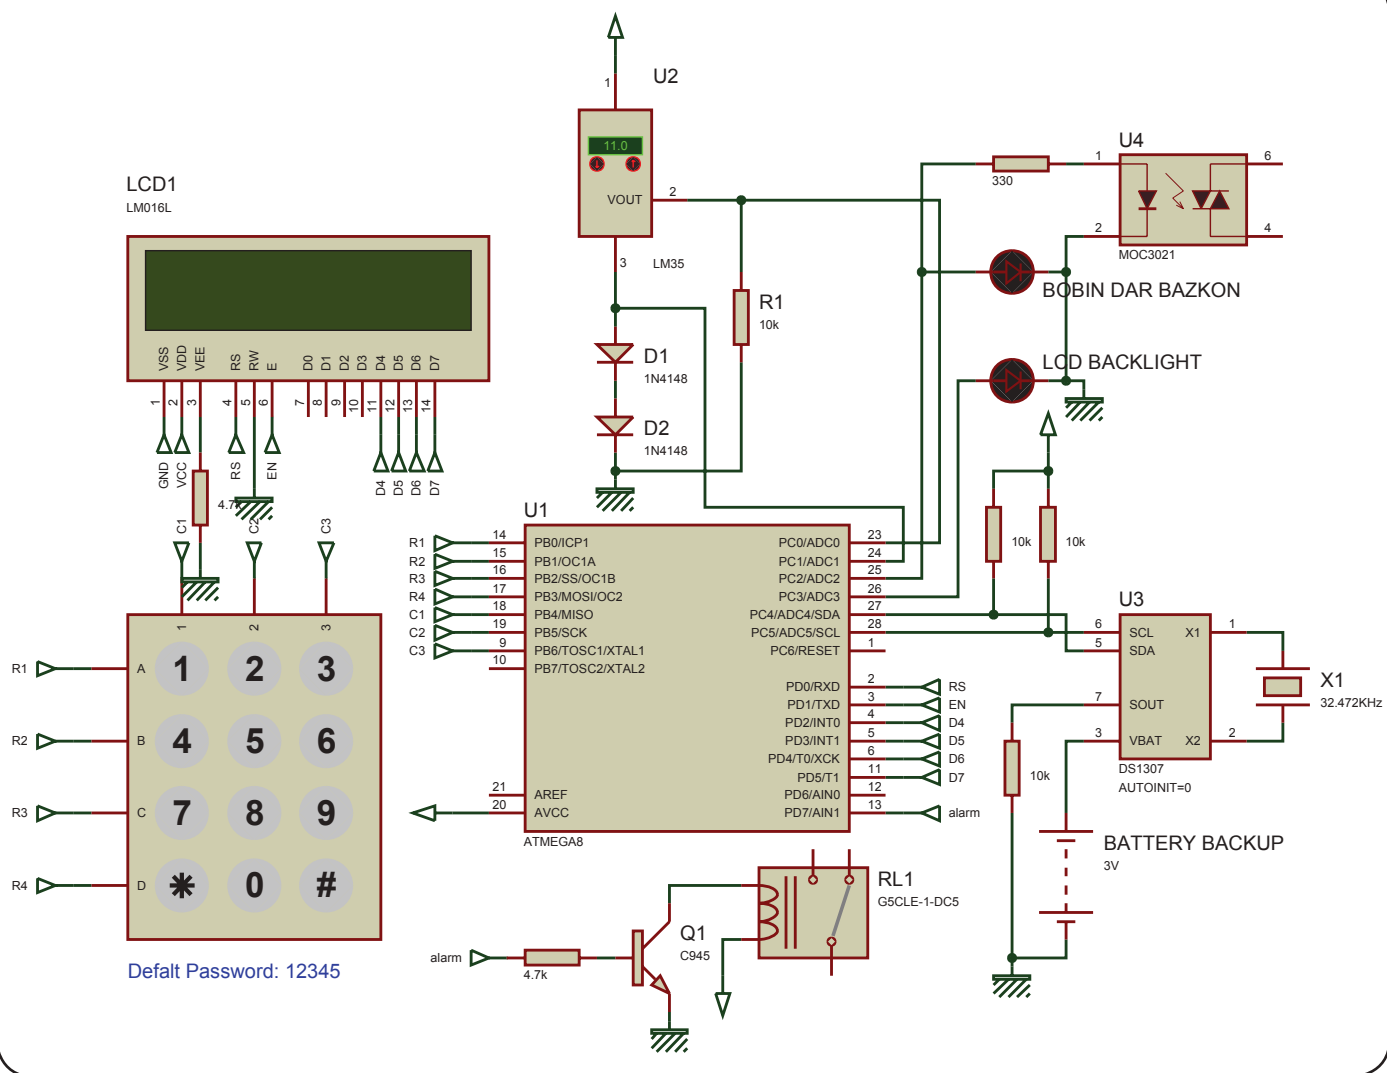 1
U2
11.0
VOUT
2
3
LM35
U4
1
6
330
2
4
MOC3021
LCD1
LM016L
VSS
VDD
VEE
RS
RW
E
D0
D1
D2
D3
D4
D5
D6
D7
1
2
3
4
5
6
7
8
9
10
11
12
13
14
GND
VCC
RS
EN
D4
D5
D6
D7
4.7k
R1
10k
D1
1N4148
D2
1N4148
BOBIN DAR BAZKON
LCD BACKLIGHT
10k
10k
C1
C2
C3
1
2
3
R1
A
1 2 3
R2
B
4 5 6
R3
C
7 8 9
R4
D
* 0 #
Defalt Password: 12345
U1
R1 14 PB0/ICP1
R2 15 PB1/OC1A
R3 16 PB2/SS/OC1B
R4 17 PB3/MOSI/OC2
C1 18 PB4/MISO
C2 19 PB5/SCK
C3 9 PB6/TOSC1/XTAL1
10 PB7/TOSC2/XTAL2
21 AREF
20 AVCC
ATMEGA8
PC0/ADC0 23
PC1/ADC1 24
PC2/ADC2 25
PC3/ADC3 26
PC4/ADC4/SDA 27
PC5/ADC5/SCL 28
PC6/RESET 1
PD0/RXD 2 RS
PD1/TXD 3 EN
PD2/INT0 4 D4
PD3/INT1 5 D5
PD4/T0/XCK 6 D6
PD5/T1 11 D7
PD6/AIN0 12
PD7/AIN1 13 alarm
U3
6 SCL X1 1
5 SDA
7 SOUT
3 VBAT X2 2
DS1307
AUTOINIT=0
X1
32.472KHz
10k
BATTERY BACKUP
3V
RL1
G5CLE-1-DC5
alarm
4.7k
Q1
C945